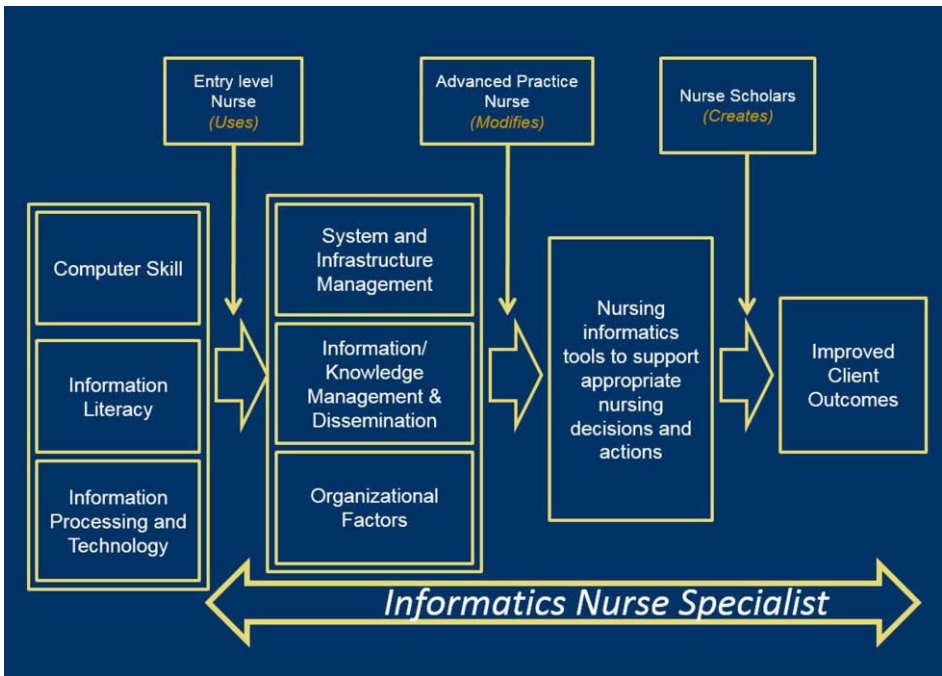 Entry level
Nurse
(Uses)
Advanced Practice
Nurse
(Modifies)
Nurse Scholars
(Creates)
Computer Skill
Information
Literacy
Information
Processing and
Technology
System and
Infrastructure
Management
Information/
Knowledge
Management &
Dissemination
Organizational
Factors
Nursing
informatics
tools to support
appropriate
nursing
decisions and
actions
Improved
Client
Outcomes
Informatics Nurse Specialist